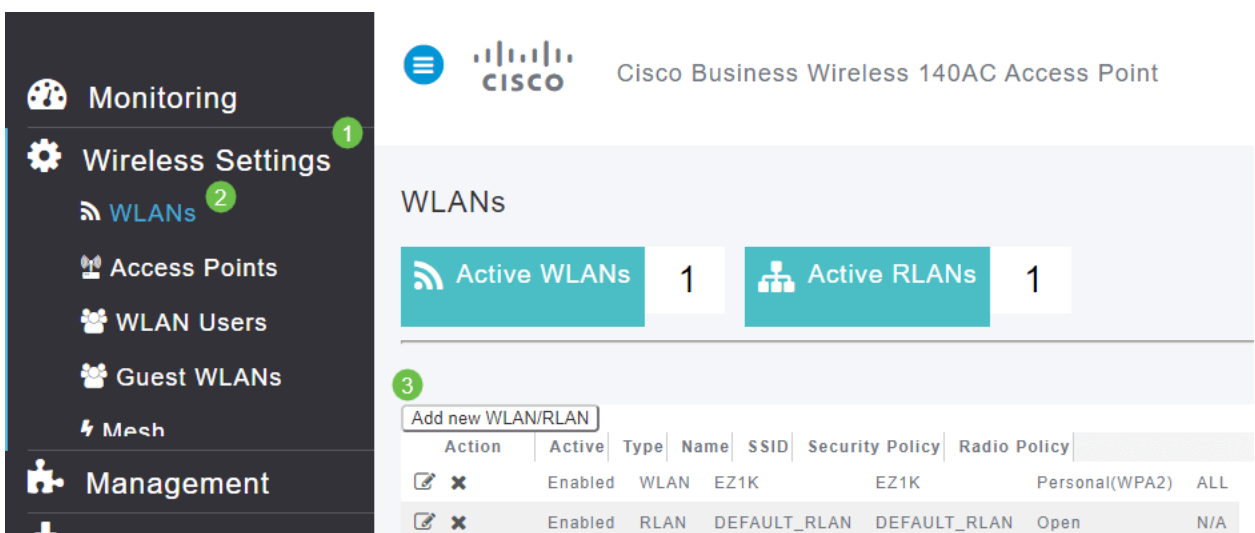 Monitoring
1
Wireless Settings
WLANs 2
Access Points
WLAN Users
Guest WLANs
Mesh
Management
CISCO
Cisco Business Wireless 140AC Access Point
WLANs
Active WLANs 1
Active RLANs 1
3
Add new WLAN/RLAN
Action Active Type Name SSID Security Policy Radio Policy
Enabled WLAN EZ1K EZ1K Personal(WPA2) ALL
Enabled RLAN DEFAULT_RLAN DEFAULT_RLAN Open N/A